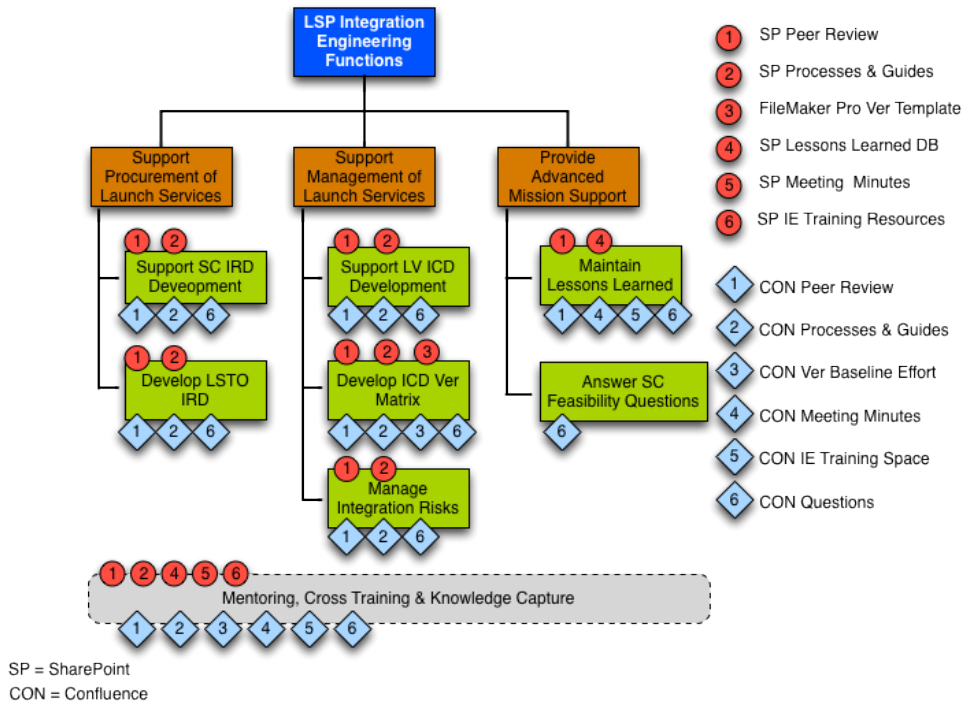 LSP Integration
Engineering
Functions
Support
Procurement of
Launch Services
Support
Management of
Launch Services
Provide
Advanced
Mission Support
1 2
Support SC IRD
Deveopment
1 2 6
1 2
Develop LSTO
IRD
1 2 6
1 2
Support LV ICD
Development
1 2 6
1 2 3
Develop ICD Ver
Matrix
1 2 3 6
1 2
Manage
Integration Risks
1 2 6
1 4
Maintain
Lessons Learned
1 4 5 6
Answer SC
Feasibility Questions
6
1 2 4 5 6
Mentoring, Cross Training & Knowledge Capture
1 2 3 4 5 6
1 SP Peer Review
2 SP Processes & Guides
3 FileMaker Pro Ver Template
4 SP Lessons Learned DB
5 SP Meeting Minutes
6 SP IE Training Resources
1 CON Peer Review
2 CON Processes & Guides
3 CON Ver Baseline Effort
4 CON Meeting Minutes
5 CON IE Training Space
6 CON Questions
SP = SharePoint
CON = Confluence